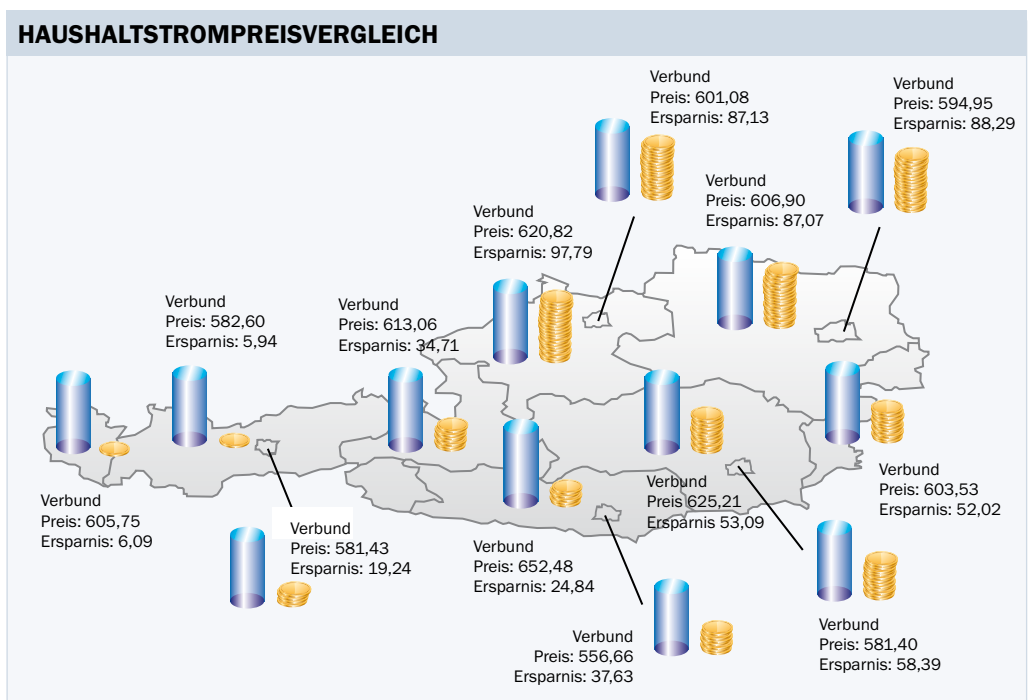 HAUSHALTSTROMPREISVERGLEICH
Verbund
Preis: 601,08
Ersparnis: 87,13
Verbund
Preis: 594,95
Ersparnis: 88,29
Verbund
Preis: 606,90
Ersparnis: 87,07
Verbund
Preis: 620,82
Ersparnis: 97,79
Verbund
Preis: 582,60
Ersparnis: 5,94
Verbund
Preis: 613,06
Ersparnis: 34,71
Verbund
Preis: 605,75
Ersparnis: 6,09
Verbund
Preis: 581,43
Ersparnis: 19,24
Verbund
Preis: 652,48
Ersparnis: 24,84
Verbund
Preis 625,21
Ersparnis 53,09
Verbund
Preis: 603,53
Ersparnis: 52,02
Verbund
Preis: 556,66
Ersparnis: 37,63
Verbund
Preis: 581,40
Ersparnis: 58,39